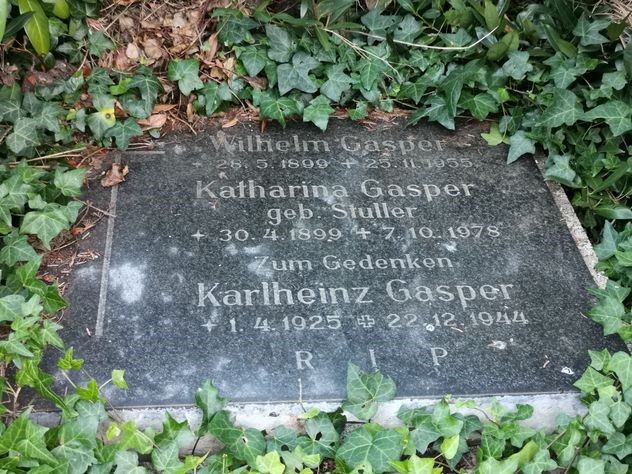 Wilhelm Gasper
* 28.5.1899 + 25.11.1955
Katharina Gasper
geb. Stuller
* 30.4.1899 + 7.10.1978
Zum Gedenken
Karlheinz Gasper
* 1.4.1925 ✠ 22.12.1944
R I P